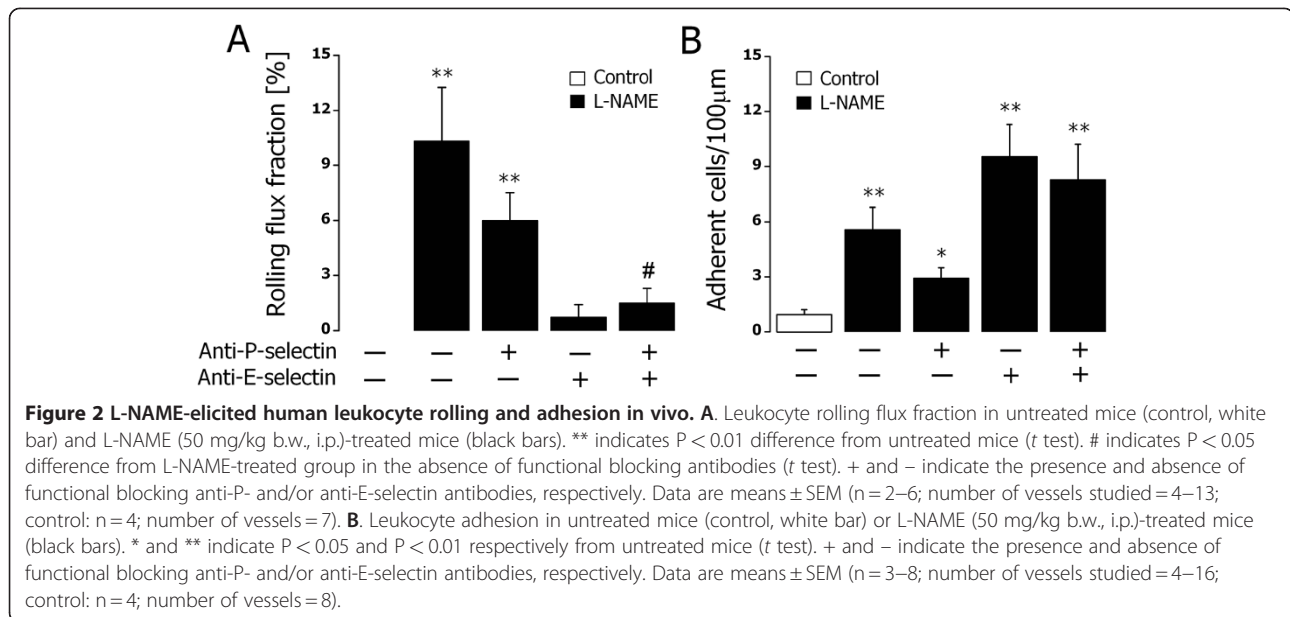 A
B
15
12
9
6
3
0
Rolling flux fraction [%]
**
**
#
Control
L-NAME
15
12
9
6
3
0
Adherent cells/100μm
Control
L-NAME
**
*
**
**
Anti-P-selectin — — + — + — — + — +
Anti-E-selectin — — — + + — — — + +
Figure 2 L-NAME-elicited human leukocyte rolling and adhesion in vivo. A. Leukocyte rolling flux fraction in untreated mice (control, white
bar) and L-NAME (50 mg/kg b.w., i.p.)-treated mice (black bars). ** indicates P < 0.01 difference from untreated mice (t test). # indicates P < 0.05
difference from L-NAME-treated group in the absence of functional blocking antibodies (t test). + and – indicate the presence and absence of
functional blocking anti-P- and/or anti-E-selectin antibodies, respectively. Data are means ± SEM (n = 2–6; number of vessels studied = 4–13;
control: n = 4; number of vessels = 7). B. Leukocyte adhesion in untreated mice (control, white bar) or L-NAME (50 mg/kg b.w., i.p.)-treated mice
(black bars). * and ** indicate P < 0.05 and P < 0.01 respectively from untreated mice (t test). + and – indicate the presence and absence of
functional blocking anti-P- and/or anti-E-selectin antibodies, respectively. Data are means ± SEM (n = 3–8; number of vessels studied = 4–16;
control: n = 4; number of vessels = 8).